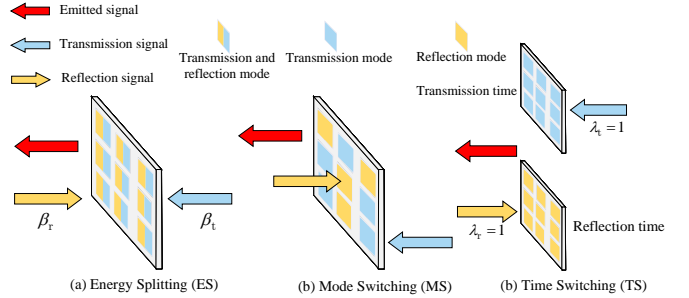 Emitted signal
Transmission signal
Reflection signal
Transmission and
reflection mode
Transmission mode
Reflection mode
Transmission time
λt = 1
βr
βt
λr = 1
Reflection time
(a) Energy Splitting (ES)
(b) Mode Switching (MS)
(b) Time Switching (TS)